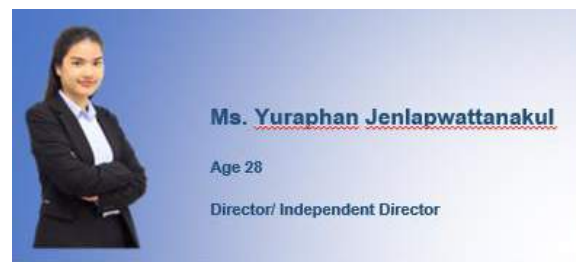 Ms. Yuraphan Jenlapwattanakul
Age 28
Director/ Independent Director